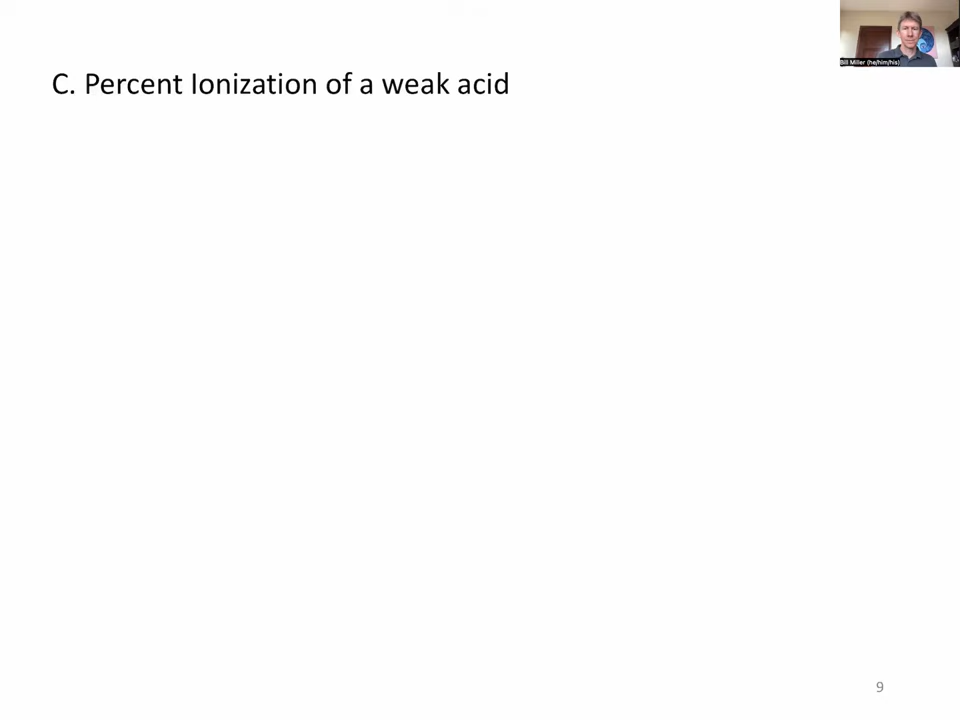 Bill Miller (he/him/his)
C. Percent Ionization of a weak acid
9